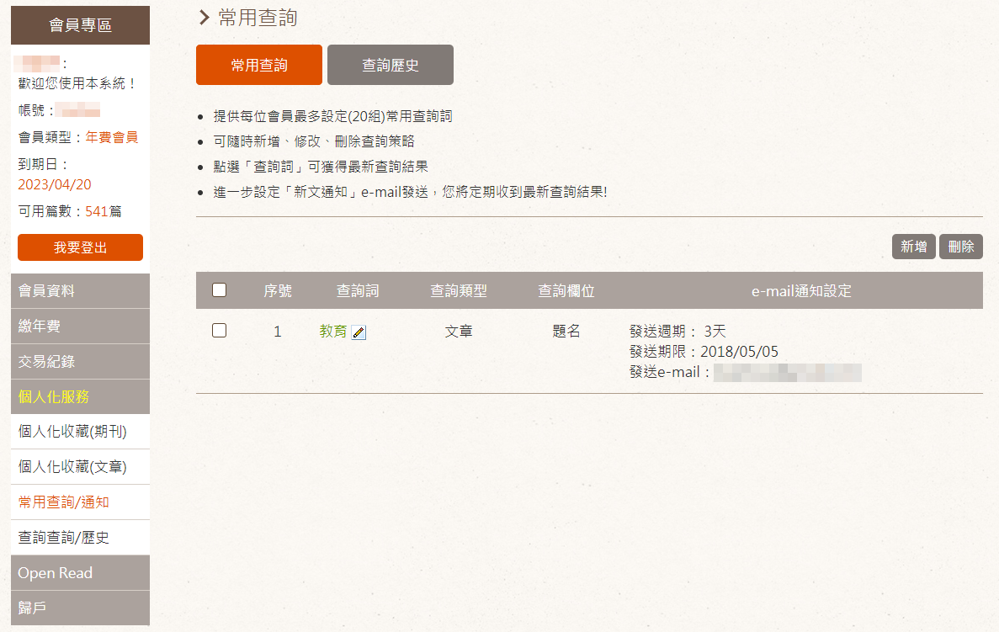 會員專區
：
歡迎您使用本系統！
帳號：
會員類型：年費會員
到期日：
2023/04/20
可用篇數：541篇
我要登出
會員資料
繳年費
交易紀錄
個人化服務
個人化收藏(期刊)
個人化收藏(文章)
常用查詢/通知
查詢查詢/歷史
Open Read
歸戶
常用查詢
常用查詢 查詢歷史
提供每位會員最多設定(20組)常用查詢詞
可隨時新增、修改、刪除查詢策略
點選「查詢詞」可獲得最新查詢結果
進一步設定「新文通知」e-mail發送，您將定期收到最新查詢結果!
新增 刪除
序號 查詢詞 查詢類型 查詢欄位 e-mail通知設定
1 教育 文章 題名 發送週期： 3天
發送期限：2018/05/05
發送e-mail：